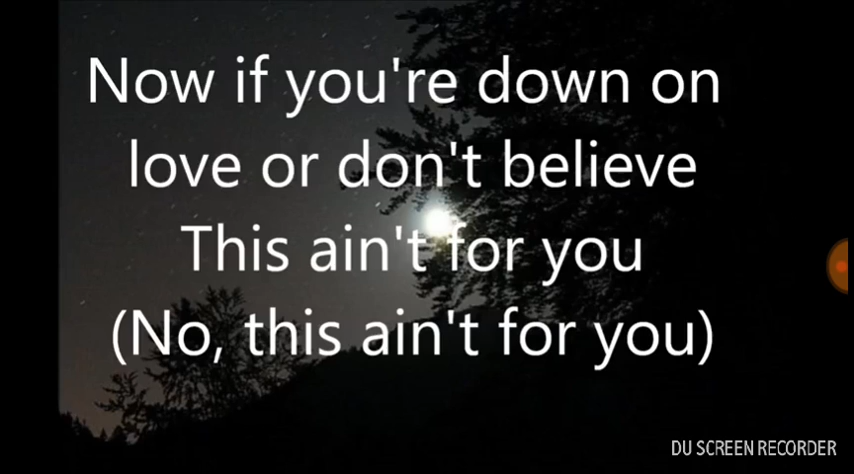 Now if you're down on
love or don't believe
This ain't for you
(No, this ain't for you)
DU SCREEN RECORDER